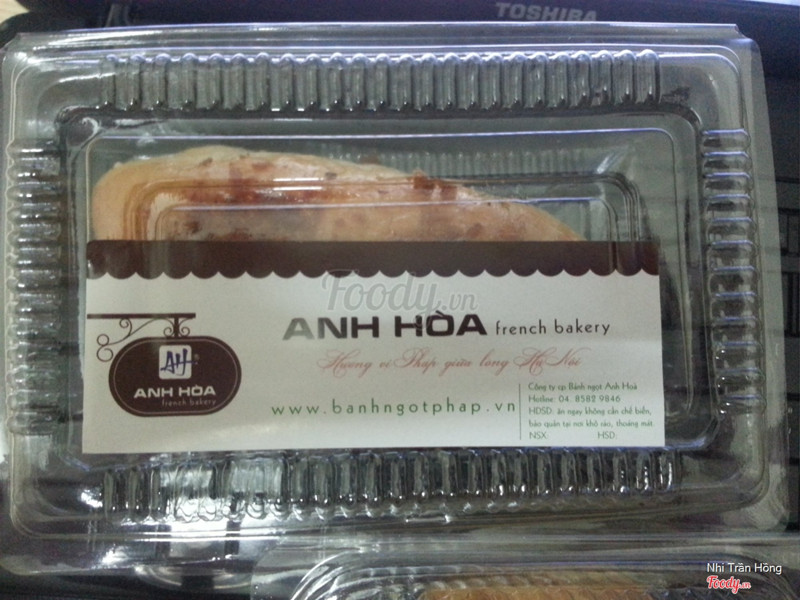 TOSHIBA
Foody.vn
ANH HÒA french bakery
Hương vị Pháp giữa lòng Hà Nội
AH
ANH HÒA
french bakery
www.banhngotphap.vn
Công ty cp Bánh ngọt Anh Hoà
Hotline: 04. 8582 9846
HDSD: ăn ngay không cần chế biến,
bảo quản tại nơi khô ráo, thoáng mát.
NSX: HSD:
Nhi Trần Hồng
Foody.vn